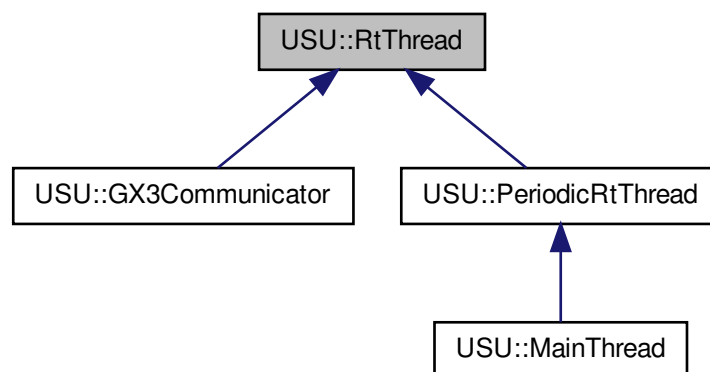 USU::RtThread
USU::GX3Communicator
USU::PeriodicRtThread
USU::MainThread